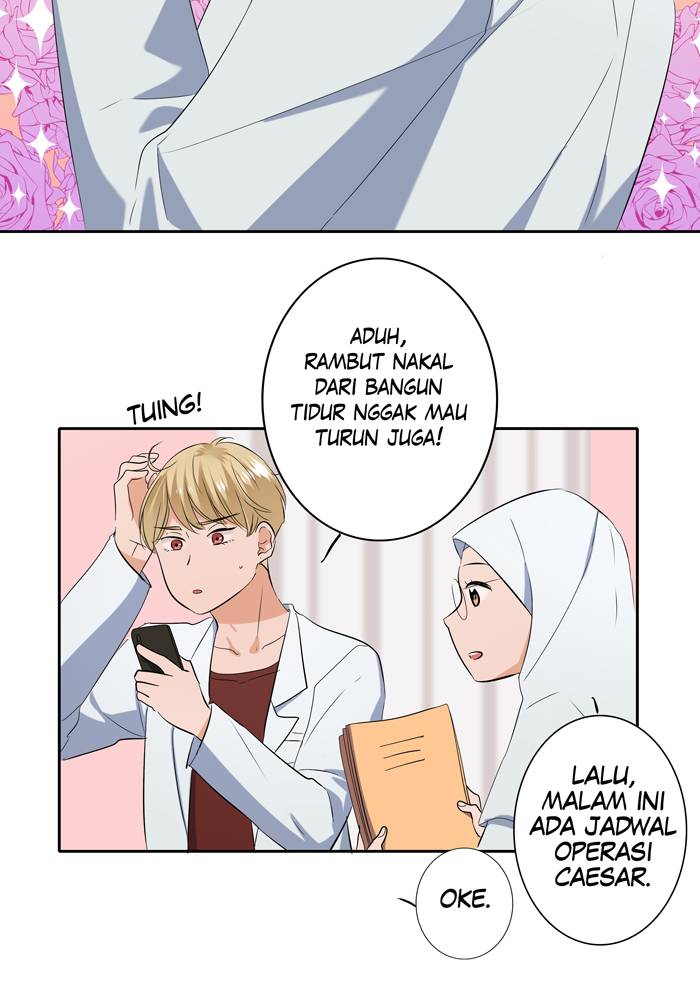 TUING!
ADUH,
RAMBUT NAKAL
DARI BANGUN
TIDUR NGGAK MAU
TURUN JUGA!
LALU,
MALAM INI
ADA JADWAL
OPERASI
CAESAR.
OKE.